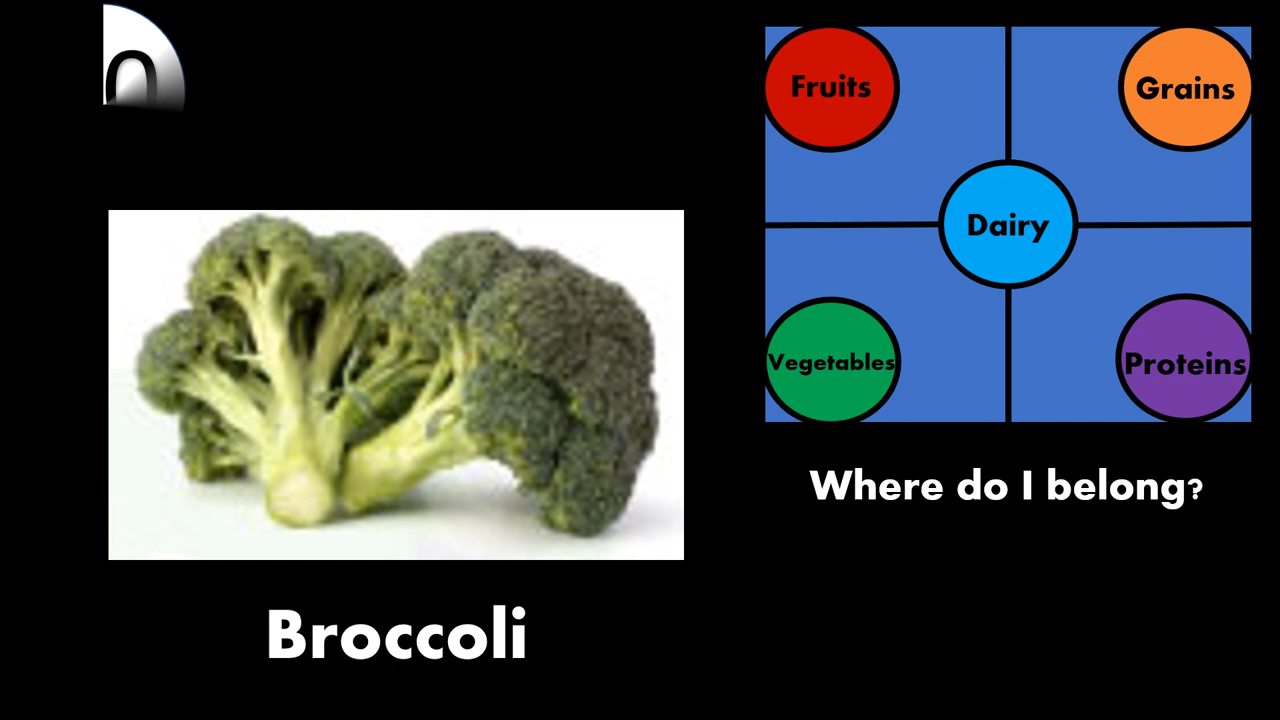 Fruits
Grains
Dairy
Vegetables
Proteins
Where do I belong?
Broccoli